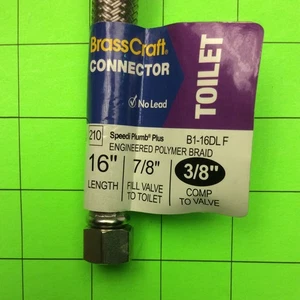 BrassCraft
CONNECTOR
No Lead
TOILET
210
Speedi Plumb® Plus
B1-16DL F
ENGINEERED POLYMER BRAID
16"
LENGTH
7/8"
FILL VALVE
TO TOILET
3/8"
COMP
TO VALVE